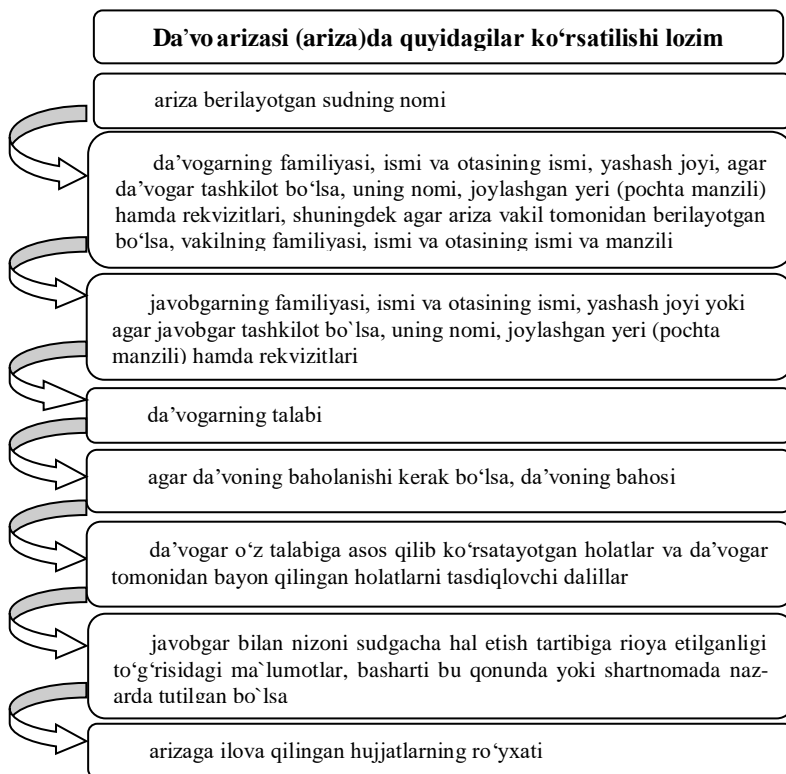 Da’vo arizasi (ariza)da quyidagilar ko‘rsatilishi lozim
ariza berilayotgan sudning nomi
da’vogarning familiyasi, ismi va otasining ismi, yashash joyi, agar
da’vogar tashkilot bo‘lsa, uning nomi, joylashgan yeri (pochta manzili)
hamda rekvizitlari, shuningdek agar ariza vakil tomonidan berilayotgan
bo‘lsa, vakilning familiyasi, ismi va otasining ismi va manzili
javobgarning familiyasi, ismi va otasining ismi, yashash joyi yoki
agar javobgar tashkilot bo`lsa, uning nomi, joylashgan yeri (pochta
manzili) hamda rekvizitlari
da’vogarning talabi
agar da’voning baholanishi kerak bo‘lsa, da’voning bahosi
da’vogar o‘z talabiga asos qilib ko‘rsatayotgan holatlar va da’vogar
tomonidan bayon qilingan holatlarni tasdiqlovchi dalillar
javobgar bilan nizoni sudgacha hal etish tartibiga rioya etilganligi
to‘g‘risidagi ma`lumotlar, basharti bu qonunda yoki shartnomada naz-
arda tutilgan bo`lsa
arizaga ilova qilingan hujjatlarning ro‘yxati